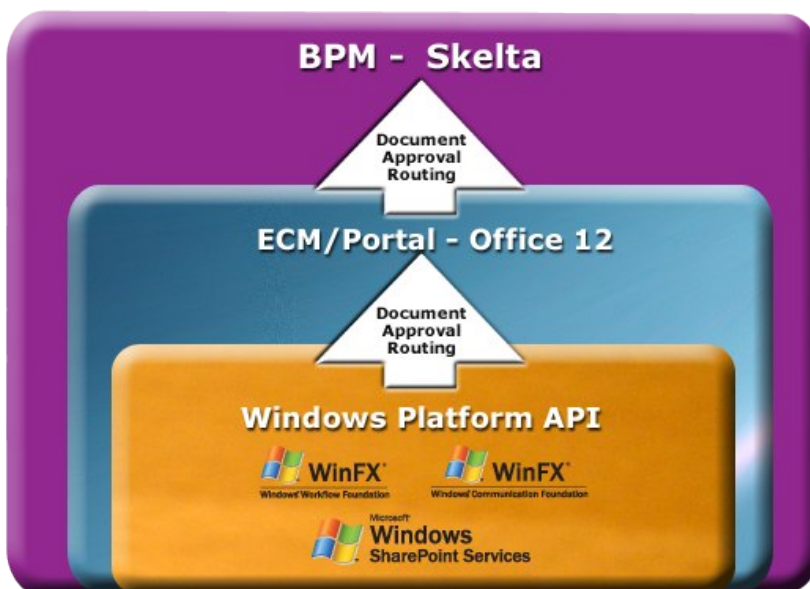 BPM - Skelta
Document
Approval
Routing
ECM/Portal - Office 12
Document
Approval
Routing
Windows Platform API
WinFX®
Windows® Workflow Foundation
WinFX®
Windows® Communication Foundation
Microsoft®
Windows
SharePoint Services